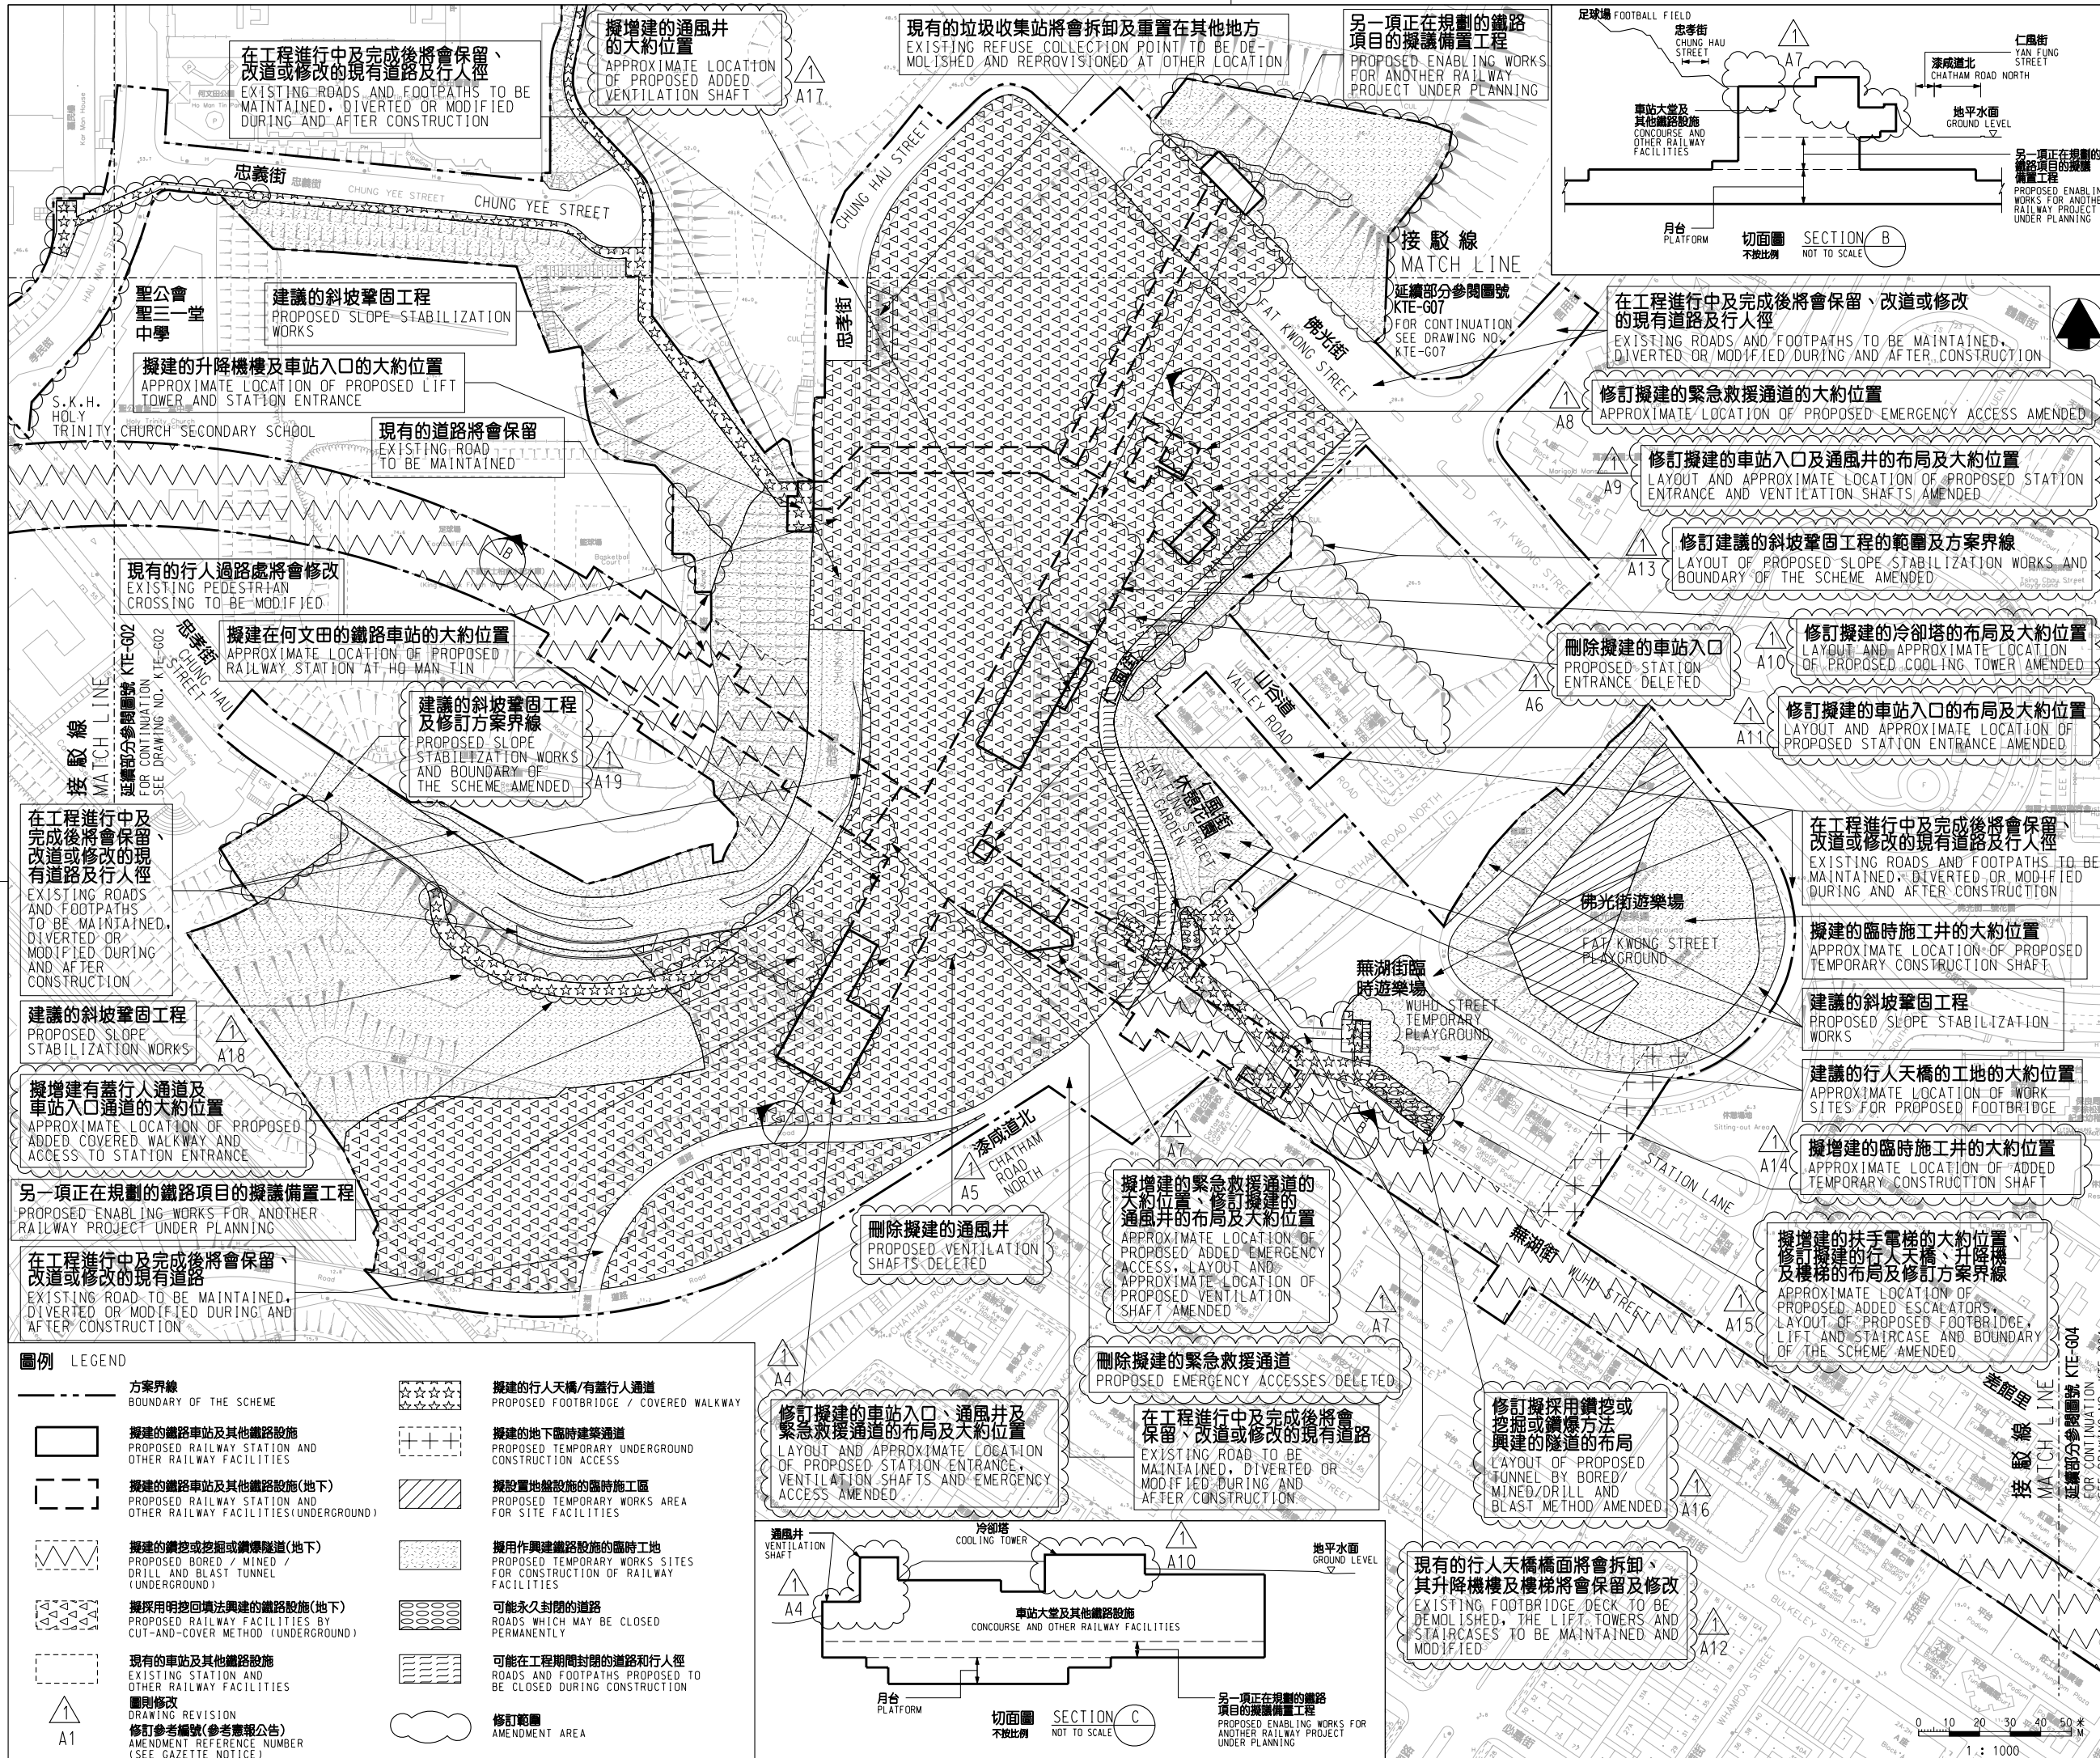 在工程進行中及完成後將會保留、
改道或修改的現有道路及行人徑
EXISTING ROADS AND FOOTPATHS TO BE
MAINTAINED, DIVERTED OR MODIFIED
DURING AND AFTER CONSTRUCTION
擬增建的通風井
的大約位置
APPROXIMATE LOCATION
OF PROPOSED ADDED
VENTILATION SHAFT
1
A17
現有的垃圾收集站將會拆卸及重置在其他地方
EXISTING REFUSE COLLECTION POINT TO BE DE-
MOLISHED AND REPROVISIONED AT OTHER LOCATION
另一項正在規劃的鐵路
項目的擬議備置工程
PROPOSED ENABLING WORKS
FOR ANOTHER RAILWAY
PROJECT UNDER PLANNING
足球場 FOOTBALL FIELD
忠孝街
CHUNG HAU
STREET
1
A7
仁風街
YAN FUNG
STREET
漆咸道北
CHATHAM ROAD NORTH
車站大堂及
其他鐵路設施
CONCOURSE AND
OTHER RAILWAY
FACILITIES
地平水面
GROUND LEVEL
另一項正在規劃的
鐵路項目的擬議
備置工程
PROPOSED ENABLING
WORKS FOR ANOTHER
RAILWAY PROJECT
UNDER PLANNING
月台
PLATFORM
切面圖 SECTION B
不按比例 NOT TO SCALE
忠義街
CHUNG YEE STREET
CHUNG HAU STREET
忠孝街
聖公會
聖三一堂
中學
S.K.H.
HOLY
TRINITY CHURCH SECONDARY SCHOOL
建議的斜坡鞏固工程
PROPOSED SLOPE STABILIZATION
WORKS
擬建的升降機樓及車站入口的大約位置
APPROXIMATE LOCATION OF PROPOSED LIFT
TOWER AND STATION ENTRANCE
現有的道路將會保留
EXISTING ROAD
TO BE MAINTAINED
接駁線
MATCH LINE
延續部分參閱圖號
KTE-G07
FOR CONTINUATION
SEE DRAWING NO.
KTE-G07
佛光街
FAT KWONG STREET
在工程進行中及完成後將會保留、改道或修改
的現有道路及行人徑
EXISTING ROADS AND FOOTPATHS TO BE MAINTAINED,
DIVERTED OR MODIFIED DURING AND AFTER CONSTRUCTION
1
A8
修訂擬建的緊急救援通道的大約位置
APPROXIMATE LOCATION OF PROPOSED EMERGENCY ACCESS AMENDED
1
A9
修訂擬建的車站入口及通風井的布局及大約位置
LAYOUT AND APPROXIMATE LOCATION OF PROPOSED STATION
ENTRANCE AND VENTILATION SHAFTS AMENDED
1
A13
修訂建議的斜坡鞏固工程的範圍及方案界線
LAYOUT OF PROPOSED SLOPE STABILIZATION WORKS AND
BOUNDARY OF THE SCHEME AMENDED
FAT KWONG STREET
現有的行人過路處將會修改
EXISTING PEDESTRIAN
CROSSING TO BE MODIFIED
B
擬建在何文田的鐵路車站的大約位置
APPROXIMATE LOCATION OF PROPOSED
RAILWAY STATION AT HO MAN TIN
忠孝街
CHUNG HAU
STREET
接駁線
MATCH LINE
延續部分參閱圖號 KTE-G02
FOR CONTINUATION
SEE DRAWING NO. KTE-G02
建議的斜坡鞏固工程
及修訂方案界線
PROPOSED SLOPE
STABILIZATION WORKS
AND BOUNDARY OF
THE SCHEME AMENDED
1
A19
刪除擬建的車站入口
PROPOSED STATION
ENTRANCE DELETED
1
A6
1
A10
修訂擬建的冷卻塔的布局及大約位置
LAYOUT AND APPROXIMATE LOCATION
OF PROPOSED COOLING TOWER AMENDED
1
A11
修訂擬建的車站入口的布局及大約位置
LAYOUT AND APPROXIMATE LOCATION OF
PROPOSED STATION ENTRANCE AMENDED
山谷道
VALLEY ROAD
仁風街
仁風街
休憩花園
YAN FUNG STREET
REST GARDEN
CHATHAM ROAD NORTH
在工程進行中及
完成後將會保留、
改道或修改的現
有道路及行人徑
EXISTING ROADS
AND FOOTPATHS
TO BE MAINTAINED,
DIVERTED OR
MODIFIED DURING
AND AFTER
CONSTRUCTION
建議的斜坡鞏固工程
PROPOSED SLOPE
STABILIZATION WORKS
1
A18
擬增建有蓋行人通道及
車站入口通道的大約位置
APPROXIMATE LOCATION OF PROPOSED
ADDED COVERED WALKWAY AND
ACCESS TO STATION ENTRANCE
另一項正在規劃的鐵路項目的擬議備置工程
PROPOSED ENABLING WORKS FOR ANOTHER
RAILWAY PROJECT UNDER PLANNING
在工程進行中及完成後將會保留、
改道或修改的現有道路
EXISTING ROAD TO BE MAINTAINED,
DIVERTED OR MODIFIED DURING AND
AFTER CONSTRUCTION
佛光街遊樂場
FAT KWONG STREET
PLAYGROUND
蕪湖街臨
時遊樂場
WUHU STREET
TEMPORARY
PLAYGROUND
在工程進行中及完成後將會保留、
改道或修改的現有道路及行人徑
EXISTING ROADS AND FOOTPATHS TO BE
MAINTAINED, DIVERTED OR MODIFIED
DURING AND AFTER CONSTRUCTION
擬建的臨時施工井的大約位置
APPROXIMATE LOCATION OF PROPOSED
TEMPORARY CONSTRUCTION SHAFT
建議的斜坡鞏固工程
PROPOSED SLOPE STABILIZATION
WORKS
建議的行人天橋的工地的大約位置
APPROXIMATE LOCATION OF WORK
SITES FOR PROPOSED FOOTBRIDGE
1
A14
擬增建的臨時施工井的大約位置
APPROXIMATE LOCATION OF ADDED
TEMPORARY CONSTRUCTION SHAFT
STATION LANE
1
A15
擬增建的扶手電梯的大約位置、
修訂擬建的行人天橋、升降機
及樓梯的布局及修訂方案界線
APPROXIMATE LOCATION OF
PROPOSED ADDED ESCALATORS,
LAYOUT OF PROPOSED FOOTBRIDGE,
LIFT AND STAIRCASE AND BOUNDARY
OF THE SCHEME AMENDED
漆咸道北
CHATHAM
ROAD
NORTH
1
A5
刪除擬建的通風井
PROPOSED VENTILATION
SHAFTS DELETED
1
A7
擬增建的緊急救援通道的
大約位置、修訂擬建的
通風井的布局及大約位置
APPROXIMATE LOCATION OF
PROPOSED ADDED EMERGENCY
ACCESS, LAYOUT AND
APPROXIMATE LOCATION OF
PROPOSED VENTILATION
SHAFT AMENDED
1
A7
刪除擬建的緊急救援通道
PROPOSED EMERGENCY ACCESSES DELETED
蕪湖街
WUHU STREET
差館里
接駁線
MATCH LINE
延續部分參閱圖號 KTE-G04
FOR CONTINUATION
1
A4
修訂擬建的車站入口、通風井及
緊急救援通道的布局及大約位置
LAYOUT AND APPROXIMATE LOCATION
OF PROPOSED STATION ENTRANCE,
VENTILATION SHAFTS AND EMERGENCY
ACCESS AMENDED
在工程進行中及完成後將會
保留、改道或修改的現有道路
EXISTING ROAD TO BE
MAINTAINED, DIVERTED OR
MODIFIED DURING AND
AFTER CONSTRUCTION
修訂擬採用鑽挖或
挖掘或鑽爆方法
興建的隧道的布局
LAYOUT OF PROPOSED
TUNNEL BY BORED/
MINED/DRILL AND
BLAST METHOD AMENDED
1
A16
現有的行人天橋橋面將會拆卸、
其升降機樓及樓梯將會保留及修改
EXISTING FOOTBRIDGE DECK TO BE
DEMOLISHED, THE LIFT TOWERS AND
STAIRCASES TO BE MAINTAINED AND
MODIFIED
1
A12
BULKELEY STREET
WHAMPOA STREET
圖例 LEGEND
方案界線
BOUNDARY OF THE SCHEME
擬建的鐵路車站及其他鐵路設施
PROPOSED RAILWAY STATION AND
OTHER RAILWAY FACILITIES
擬建的鐵路車站及其他鐵路設施(地下)
PROPOSED RAILWAY STATION AND
OTHER RAILWAY FACILITIES(UNDERGROUND)
擬建的鑽挖或挖掘或鑽爆隧道(地下)
PROPOSED BORED / MINED /
DRILL AND BLAST TUNNEL
(UNDERGROUND)
擬採用明挖回填法興建的鐵路設施(地下)
PROPOSED RAILWAY FACILITIES BY
CUT-AND-COVER METHOD (UNDERGROUND)
現有的車站及其他鐵路設施
EXISTING STATION AND
OTHER RAILWAY FACILITIES
1
A1
圖則修改
DRAWING REVISION
修訂參考編號(參考憲報公告)
AMENDMENT REFERENCE NUMBER
(SEE GAZETTE NOTICE)
擬建的行人天橋/有蓋行人通道
PROPOSED FOOTBRIDGE / COVERED WALKWAY
擬建的地下臨時建築通道
PROPOSED TEMPORARY UNDERGROUND
CONSTRUCTION ACCESS
擬設置地盤設施的臨時施工區
PROPOSED TEMPORARY WORKS AREA
FOR SITE FACILITIES
擬用作興建鐵路設施的臨時工地
PROPOSED TEMPORARY WORKS SITES
FOR CONSTRUCTION OF RAILWAY
FACILITIES
可能永久封閉的道路
ROADS WHICH MAY BE CLOSED
PERMANENTLY
可能在工程期間封閉的道路和行人徑
ROADS AND FOOTPATHS PROPOSED TO
BE CLOSED DURING CONSTRUCTION
修訂範圍
AMENDMENT AREA
通風井
VENTILATION
SHAFT
1
A4
冷卻塔
COOLING TOWER
1
A10
地平水面
GROUND LEVEL
車站大堂及其他鐵路設施
CONCOURSE AND OTHER RAILWAY FACILITIES
月台
PLATFORM
切面圖 SECTION C
不按比例 NOT TO SCALE
另一項正在規劃的鐵路
項目的擬議備置工程
PROPOSED ENABLING WORKS FOR
ANOTHER RAILWAY PROJECT
UNDER PLANNING
0 10 20 30 40 50 米
M
1 : 1000